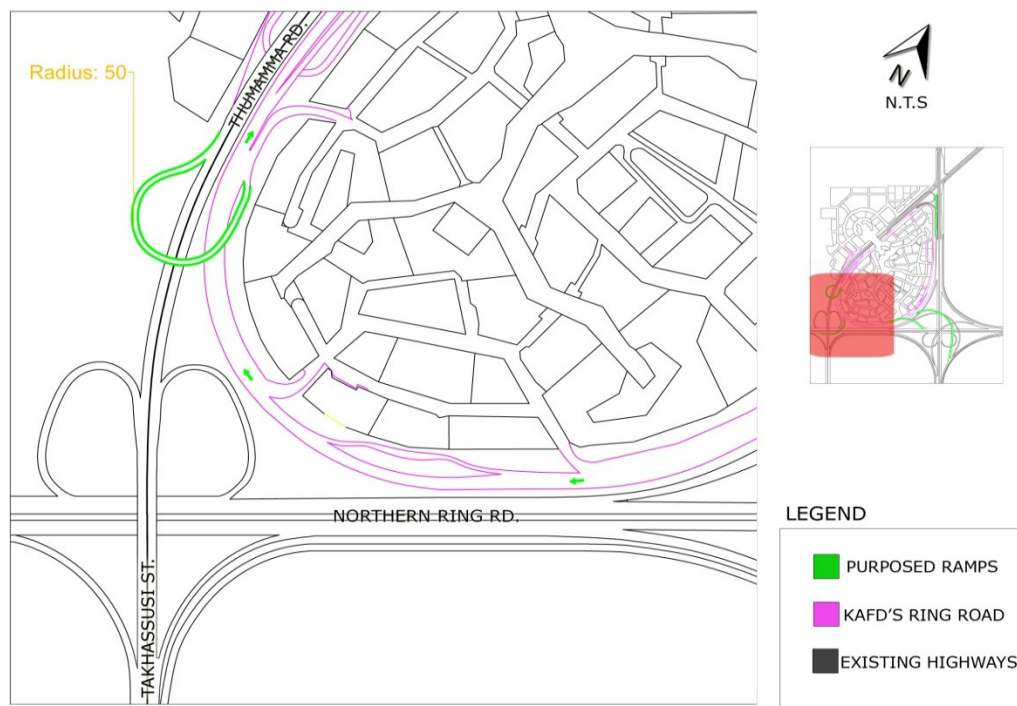 Radius: 50
THUMAMMA RD.
N
N.T.S
NORTHERN RING RD.
TAKHASSUSI ST.
LEGEND
PURPOSED RAMPS
KAFD'S RING ROAD
EXISTING HIGHWAYS